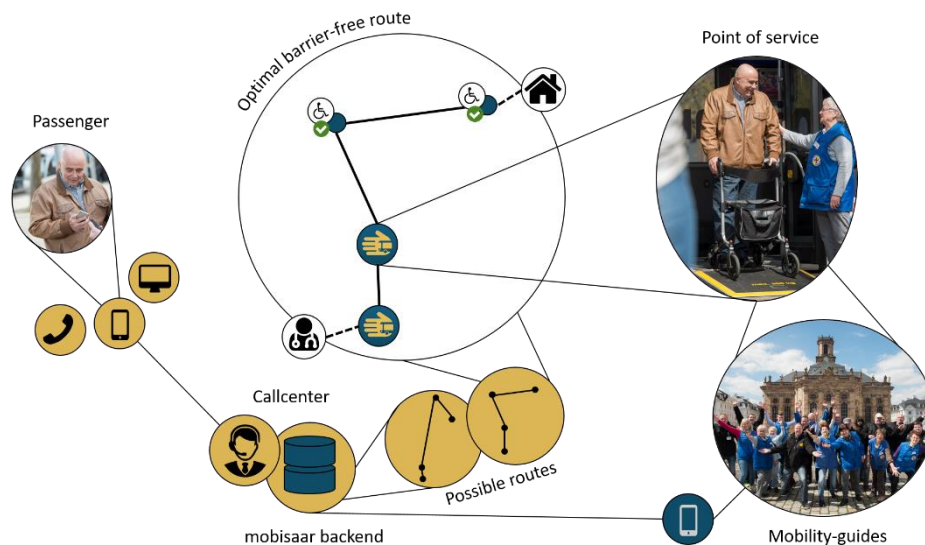 Optimal barrier-free route
Point of service
Passenger
Callcenter
Possible routes
mobisaar backend
Mobility-guides